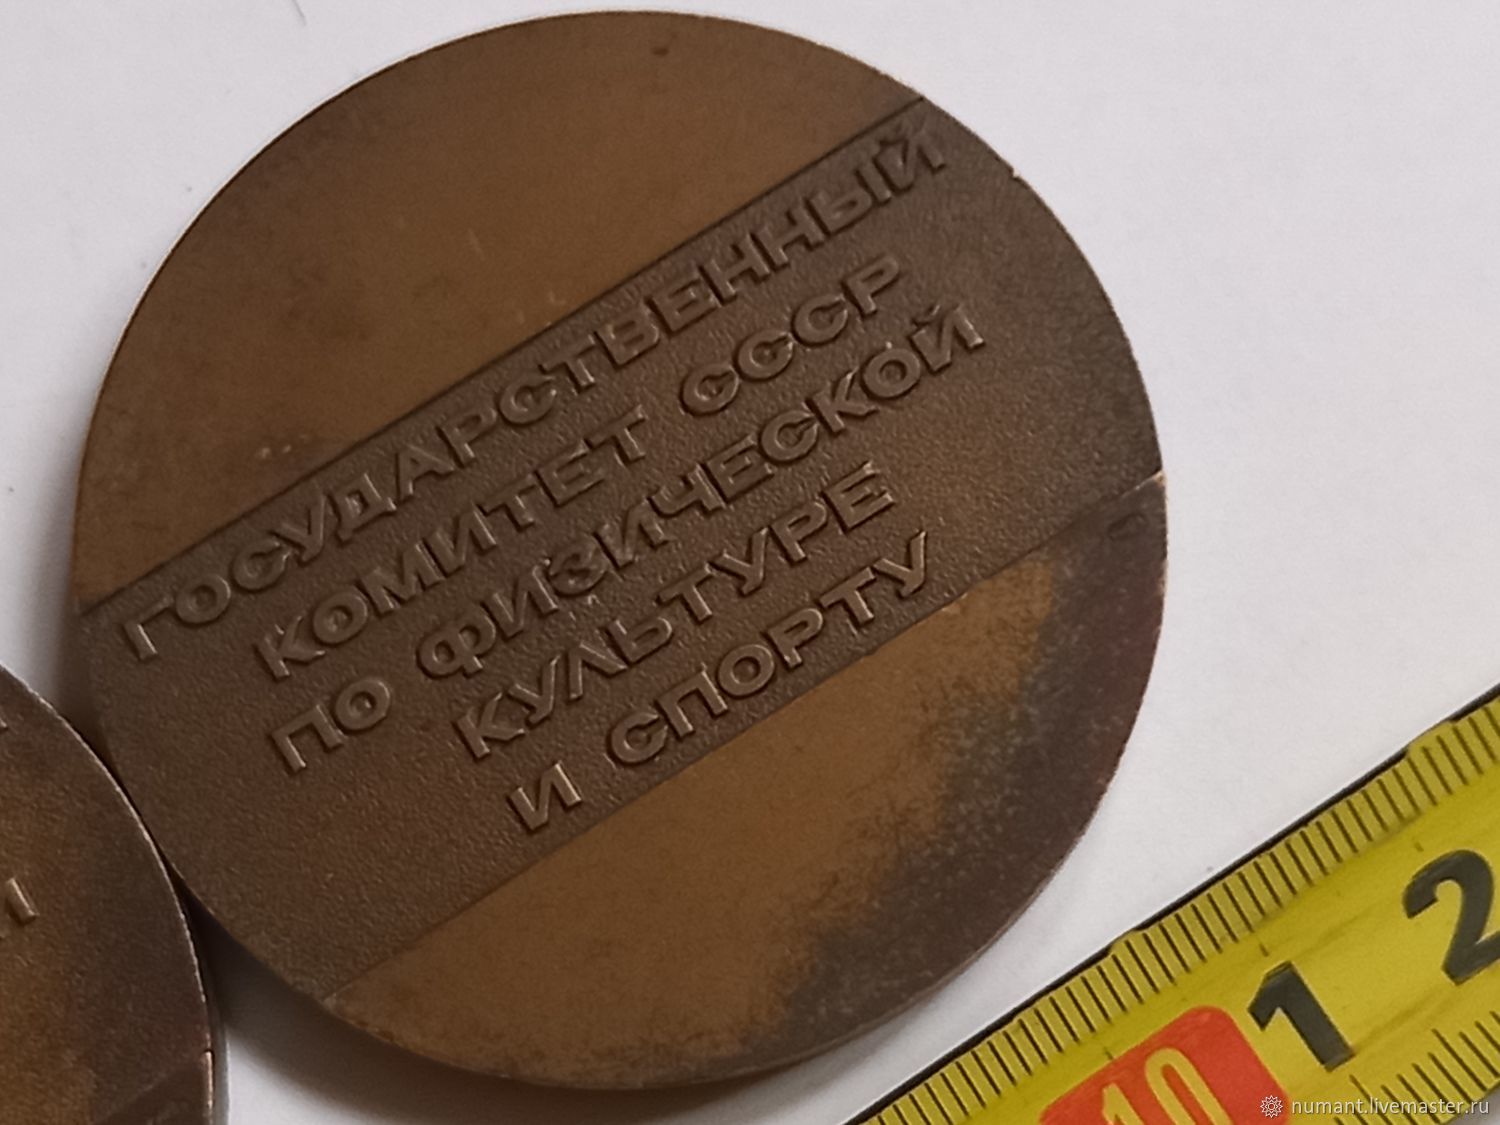 ГОСУДАРСТВЕННЫЙ
КОМИТЕТ СССР
ПО ФИЗИЧЕСКОЙ
КУЛЬТУРЕ
И СПОРТУ
10 1 2
numant.livemaster.ru